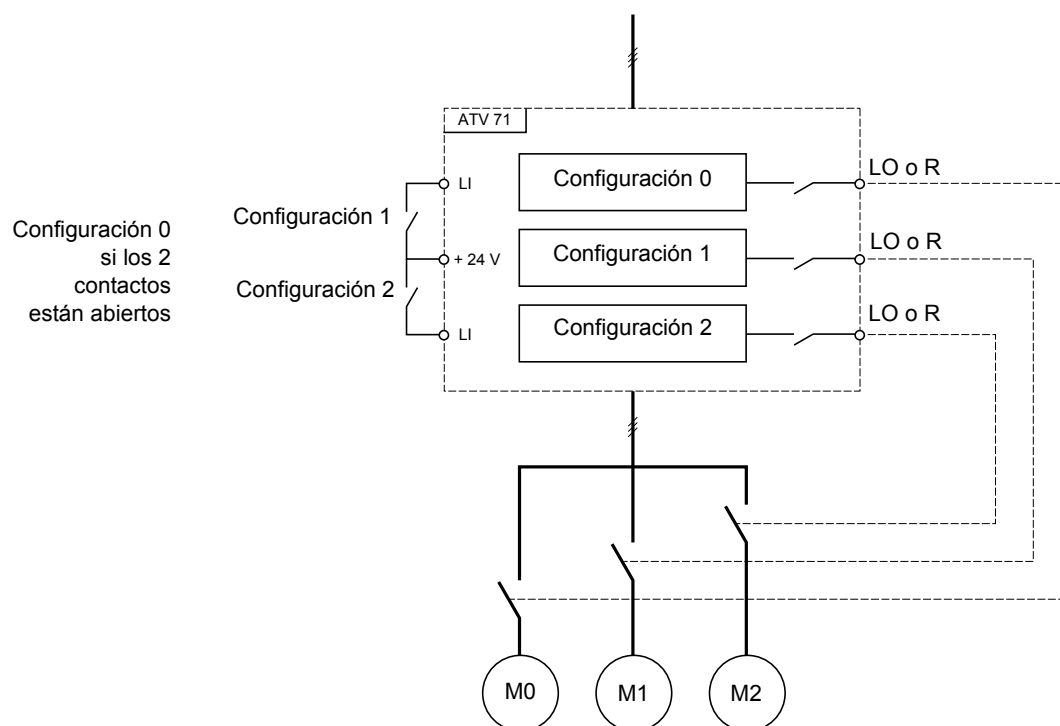 ATV 71
Configuración 0
LO o R
LI
Configuración 1
Configuración 0
si los 2
contactos
están abiertos
+ 24 V
Configuración 1
LO o R
Configuración 2
LI
Configuración 2
LO o R
M0
M1
M2